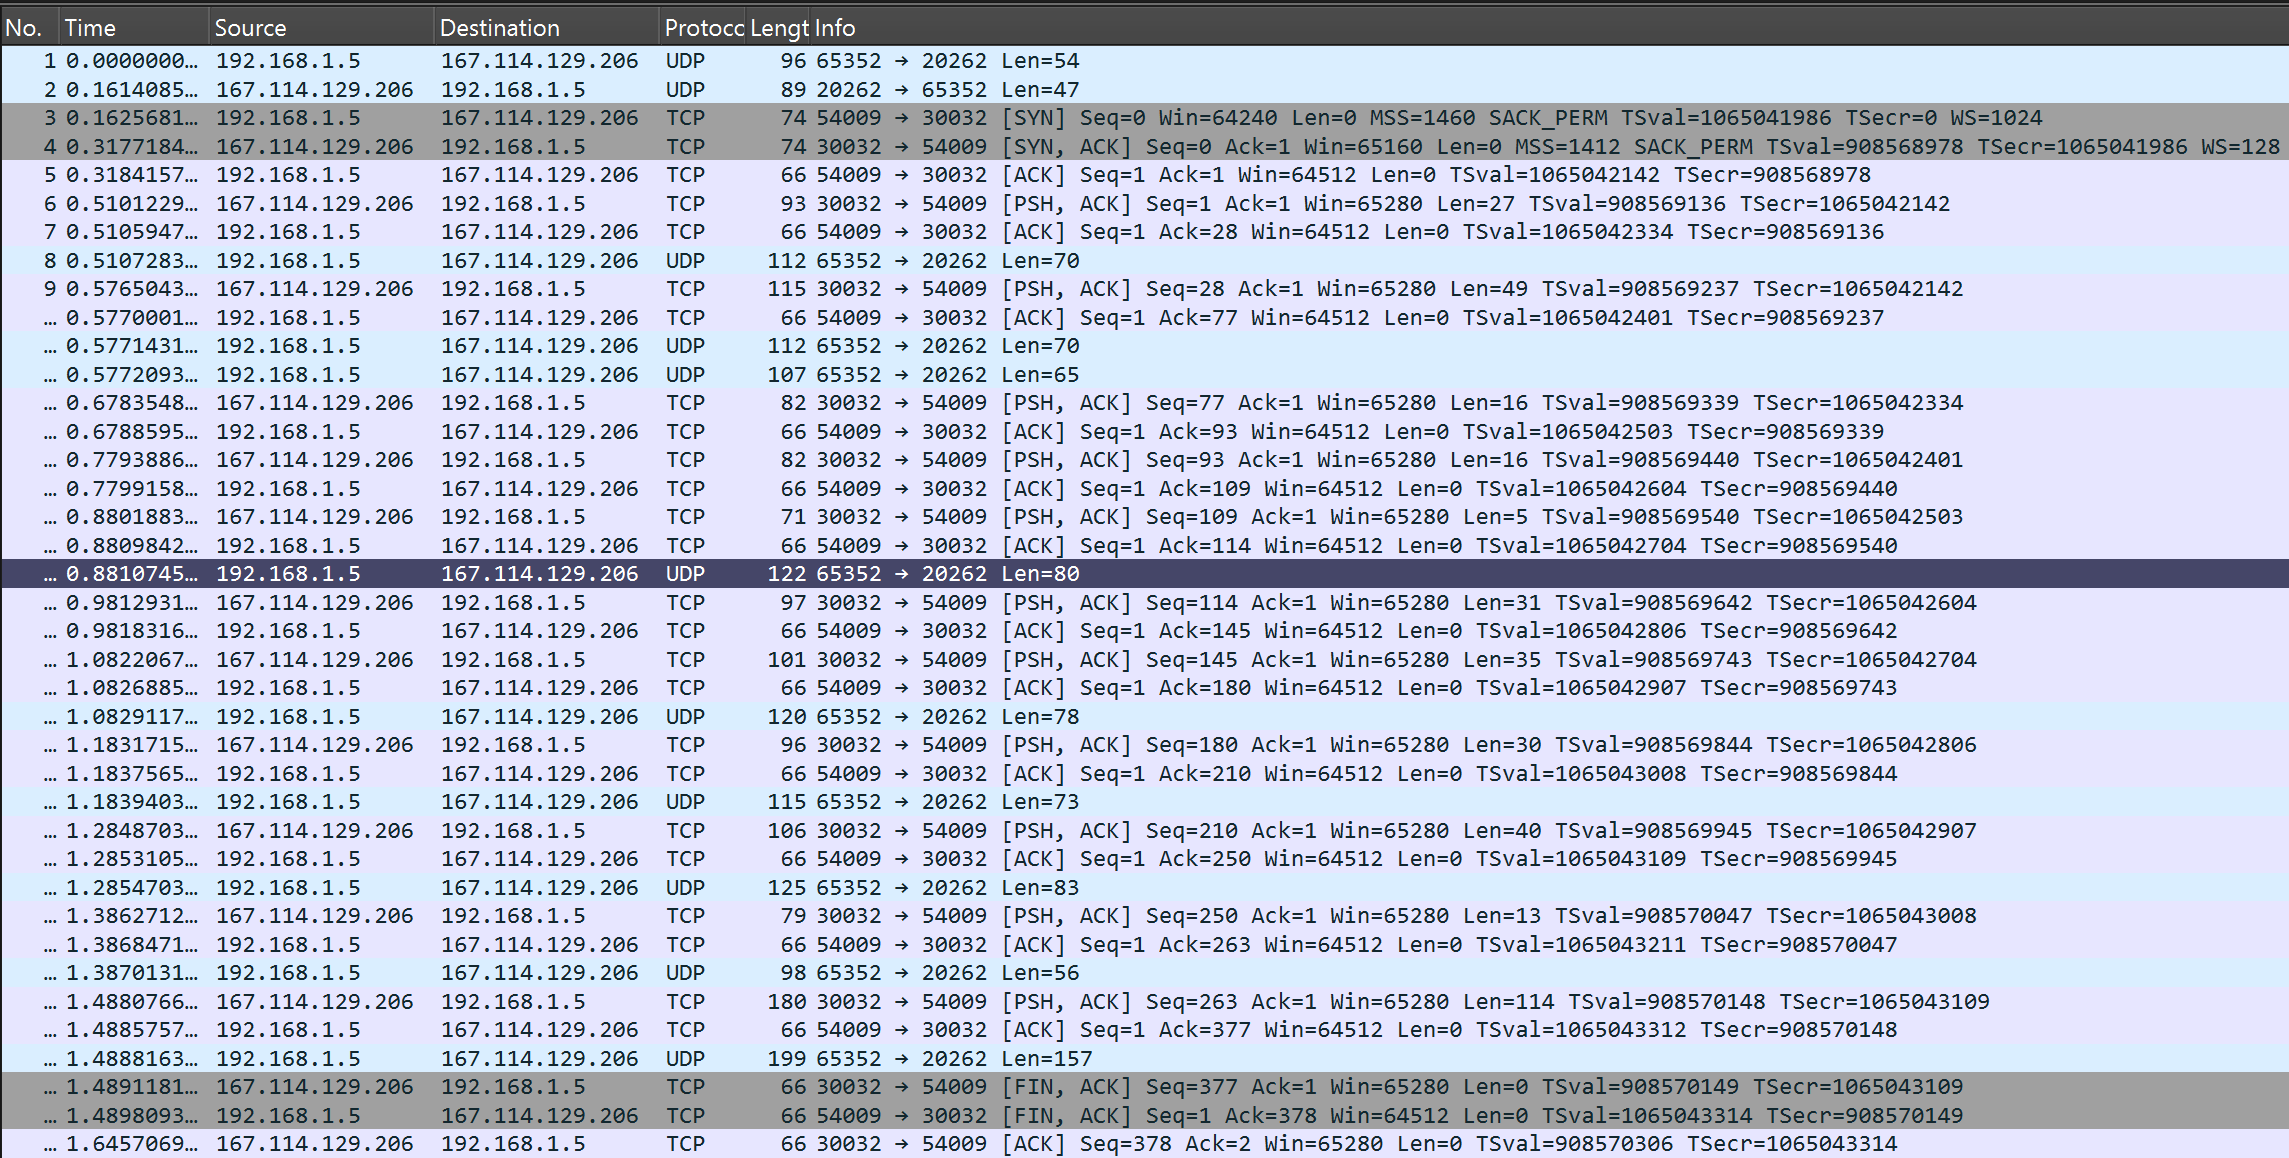 No. Time Source Destination Protoco Lengt Info
1 0.0000000… 192.168.1.5 167.114.129.206 UDP 96 65352 → 20262 Len=54
2 0.1614085… 167.114.129.206 192.168.1.5 UDP 89 20262 → 65352 Len=47
3 0.1625681… 192.168.1.5 167.114.129.206 TCP 74 54009 → 30032 [SYN] Seq=0 Win=64240 Len=0 MSS=1460 SACK_PERM TSval=1065041986 TSecr=0 WS=1024
4 0.3177184… 167.114.129.206 192.168.1.5 TCP 74 30032 → 54009 [SYN, ACK] Seq=0 Ack=1 Win=65160 Len=0 MSS=1412 SACK_PERM TSval=908568978 TSecr=1065041986 WS=128
5 0.3184157… 192.168.1.5 167.114.129.206 TCP 66 54009 → 30032 [ACK] Seq=1 Ack=1 Win=64512 Len=0 TSval=1065042142 TSecr=908568978
6 0.5101229… 167.114.129.206 192.168.1.5 TCP 93 30032 → 54009 [PSH, ACK] Seq=1 Ack=1 Win=65280 Len=27 TSval=908569136 TSecr=1065042142
7 0.5105947… 192.168.1.5 167.114.129.206 TCP 66 54009 → 30032 [ACK] Seq=1 Ack=28 Win=64512 Len=0 TSval=1065042334 TSecr=908569136
8 0.5107283… 192.168.1.5 167.114.129.206 UDP 112 65352 → 20262 Len=70
9 0.5765043… 167.114.129.206 192.168.1.5 TCP 115 30032 → 54009 [PSH, ACK] Seq=28 Ack=1 Win=65280 Len=49 TSval=908569237 TSecr=1065042142
… 0.5770001… 192.168.1.5 167.114.129.206 TCP 66 54009 → 30032 [ACK] Seq=1 Ack=77 Win=64512 Len=0 TSval=1065042401 TSecr=908569237
… 0.5771431… 192.168.1.5 167.114.129.206 UDP 112 65352 → 20262 Len=70
… 0.5772093… 192.168.1.5 167.114.129.206 UDP 107 65352 → 20262 Len=65
… 0.6783548… 167.114.129.206 192.168.1.5 TCP 82 30032 → 54009 [PSH, ACK] Seq=77 Ack=1 Win=65280 Len=16 TSval=908569339 TSecr=1065042334
… 0.6788595… 192.168.1.5 167.114.129.206 TCP 66 54009 → 30032 [ACK] Seq=1 Ack=93 Win=64512 Len=0 TSval=1065042503 TSecr=908569339
… 0.7793886… 167.114.129.206 192.168.1.5 TCP 82 30032 → 54009 [PSH, ACK] Seq=93 Ack=1 Win=65280 Len=16 TSval=908569440 TSecr=1065042401
… 0.7799158… 192.168.1.5 167.114.129.206 TCP 66 54009 → 30032 [ACK] Seq=1 Ack=109 Win=64512 Len=0 TSval=1065042604 TSecr=908569440
… 0.8801883… 167.114.129.206 192.168.1.5 TCP 71 30032 → 54009 [PSH, ACK] Seq=109 Ack=1 Win=65280 Len=5 TSval=908569540 TSecr=1065042503
… 0.8809842… 192.168.1.5 167.114.129.206 TCP 66 54009 → 30032 [ACK] Seq=1 Ack=114 Win=64512 Len=0 TSval=1065042704 TSecr=908569540
… 0.8810745… 192.168.1.5 167.114.129.206 UDP 122 65352 → 20262 Len=80
… 0.9812931… 167.114.129.206 192.168.1.5 TCP 97 30032 → 54009 [PSH, ACK] Seq=114 Ack=1 Win=65280 Len=31 TSval=908569642 TSecr=1065042604
… 0.9818316… 192.168.1.5 167.114.129.206 TCP 66 54009 → 30032 [ACK] Seq=1 Ack=145 Win=64512 Len=0 TSval=1065042806 TSecr=908569642
… 1.0822067… 167.114.129.206 192.168.1.5 TCP 101 30032 → 54009 [PSH, ACK] Seq=145 Ack=1 Win=65280 Len=35 TSval=908569743 TSecr=1065042704
… 1.0826885… 192.168.1.5 167.114.129.206 TCP 66 54009 → 30032 [ACK] Seq=1 Ack=180 Win=64512 Len=0 TSval=1065042907 TSecr=908569743
… 1.0829117… 192.168.1.5 167.114.129.206 UDP 120 65352 → 20262 Len=78
… 1.1831715… 167.114.129.206 192.168.1.5 TCP 96 30032 → 54009 [PSH, ACK] Seq=180 Ack=1 Win=65280 Len=30 TSval=908569844 TSecr=1065042806
… 1.1837565… 192.168.1.5 167.114.129.206 TCP 66 54009 → 30032 [ACK] Seq=1 Ack=210 Win=64512 Len=0 TSval=1065043008 TSecr=908569844
… 1.1839403… 192.168.1.5 167.114.129.206 UDP 115 65352 → 20262 Len=73
… 1.2848703… 167.114.129.206 192.168.1.5 TCP 106 30032 → 54009 [PSH, ACK] Seq=210 Ack=1 Win=65280 Len=40 TSval=908569945 TSecr=1065042907
… 1.2853105… 192.168.1.5 167.114.129.206 TCP 66 54009 → 30032 [ACK] Seq=1 Ack=250 Win=64512 Len=0 TSval=1065043109 TSecr=908569945
… 1.2854703… 192.168.1.5 167.114.129.206 UDP 125 65352 → 20262 Len=83
… 1.3862712… 167.114.129.206 192.168.1.5 TCP 79 30032 → 54009 [PSH, ACK] Seq=250 Ack=1 Win=65280 Len=13 TSval=908570047 TSecr=1065043008
… 1.3868471… 192.168.1.5 167.114.129.206 TCP 66 54009 → 30032 [ACK] Seq=1 Ack=263 Win=64512 Len=0 TSval=1065043211 TSecr=908570047
… 1.3870131… 192.168.1.5 167.114.129.206 UDP 98 65352 → 20262 Len=56
… 1.4880766… 167.114.129.206 192.168.1.5 TCP 180 30032 → 54009 [PSH, ACK] Seq=263 Ack=1 Win=65280 Len=114 TSval=908570148 TSecr=1065043109
… 1.4885757… 192.168.1.5 167.114.129.206 TCP 66 54009 → 30032 [ACK] Seq=1 Ack=377 Win=64512 Len=0 TSval=1065043312 TSecr=908570148
… 1.4888163… 192.168.1.5 167.114.129.206 UDP 199 65352 → 20262 Len=157
… 1.4891181… 167.114.129.206 192.168.1.5 TCP 66 30032 → 54009 [FIN, ACK] Seq=377 Ack=1 Win=65280 Len=0 TSval=908570149 TSecr=1065043109
… 1.4898093… 192.168.1.5 167.114.129.206 TCP 66 54009 → 30032 [FIN, ACK] Seq=1 Ack=378 Win=64512 Len=0 TSval=1065043314 TSecr=908570149
… 1.6457069… 167.114.129.206 192.168.1.5 TCP 66 30032 → 54009 [ACK] Seq=378 Ack=2 Win=65280 Len=0 TSval=908570306 TSecr=1065043314